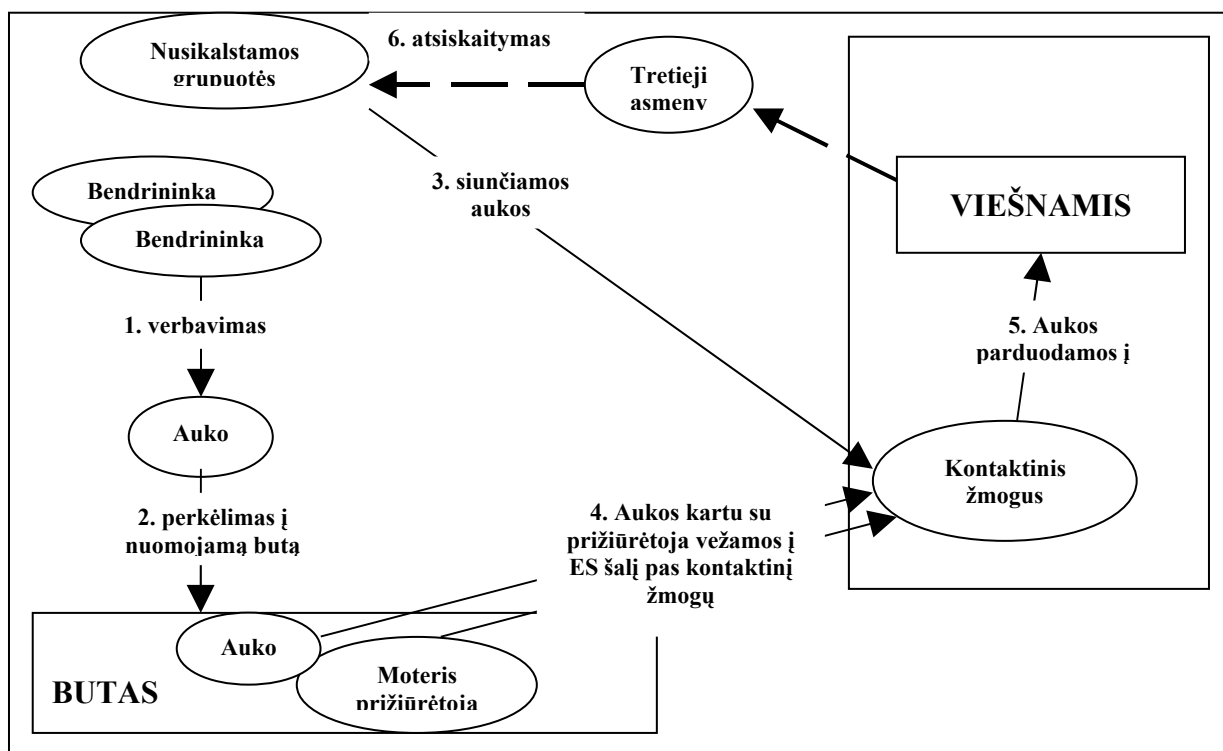 Nusikalstamos
grupuotės
6. atsiskaitymas
Tretieji
asmenv
3. siunčiamos
aukos
VIEŠNAMIS
Bendrininka
Bendrininka
1. verbavimas
5. Aukos
parduodamos į
Auko
Kontaktinis
žmogus
2. perkėlimas į
nuomojamą butą
4. Aukos kartu su
prižiūrėtoja vežamos į
ES šalį pas kontaktinį
žmogų
Auko
BUTAS
Moteris
prižiūrėtoja